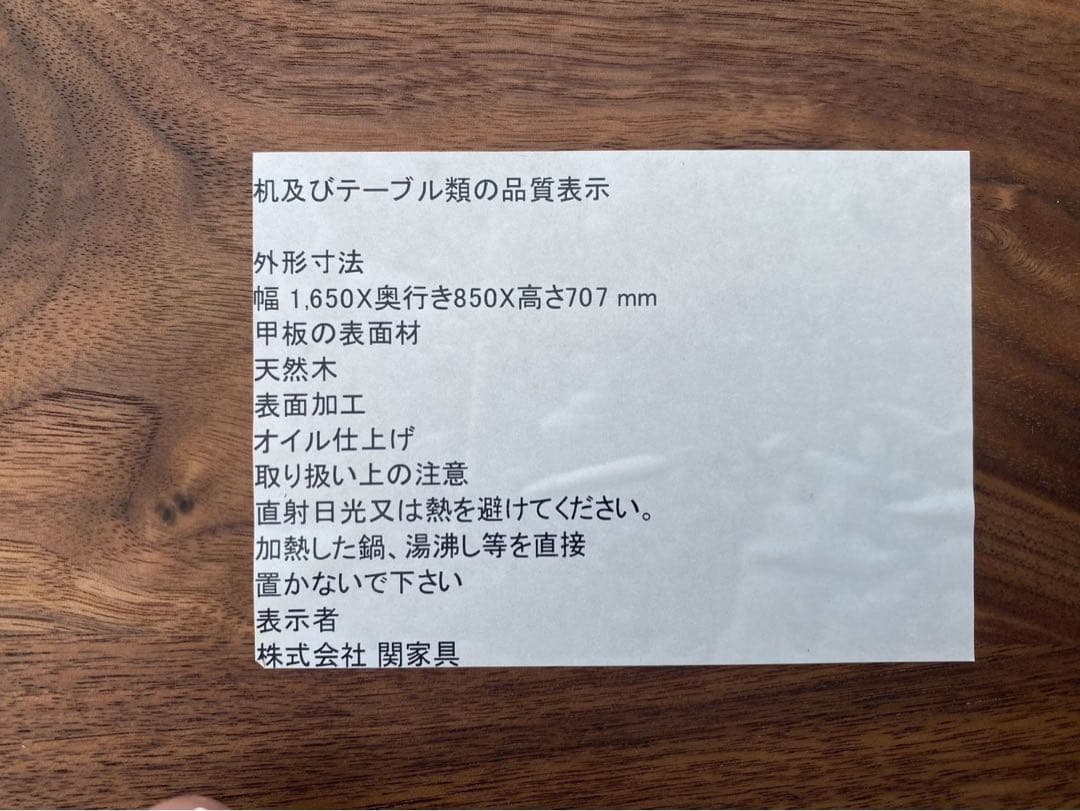 机及びテーブル類の品質表示
外形寸法
幅 1,650X奥行き850X高さ707 mm
甲板の表面材
天然木
表面加工
オイル仕上げ
取り扱い上の注意
直射日光又は熱を避けてください。
加熱した鍋、湯沸し等を直接
置かないで下さい
表示者
株式会社 関家具